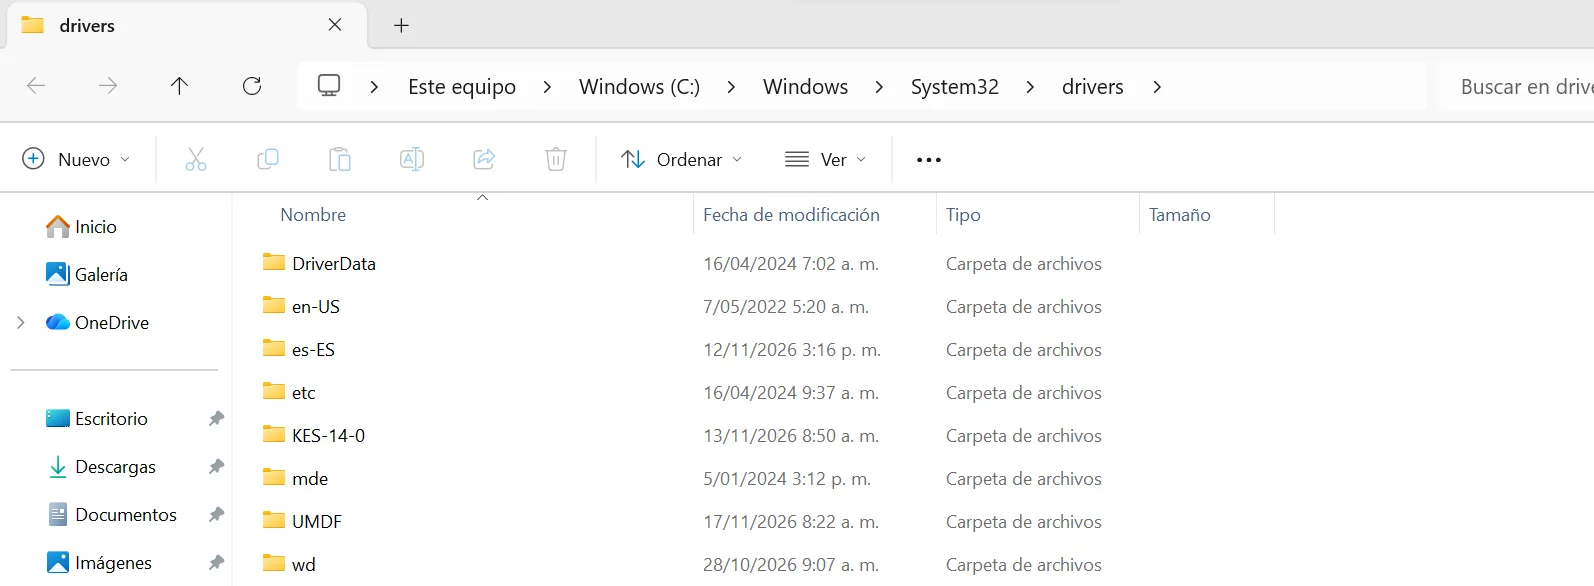 drivers
Este equipo > Windows (C:) > Windows > System32 > drivers >
Buscar en drive
Nuevo
Ordenar
Ver
Nombre Fecha de modificación Tipo Tamaño
Inicio
Galería
OneDrive
Escritorio
Descargas
Documentos
Imágenes
DriverData 16/04/2024 7:02 a. m. Carpeta de archivos
en-US 7/05/2022 5:20 a. m. Carpeta de archivos
es-ES 12/11/2026 3:16 p. m. Carpeta de archivos
etc 16/04/2024 9:37 a. m. Carpeta de archivos
KES-14-0 13/11/2026 8:50 a. m. Carpeta de archivos
mde 5/01/2024 3:12 p. m. Carpeta de archivos
UMDF 17/11/2026 8:22 a. m. Carpeta de archivos
wd 28/10/2026 9:07 a. m. Carpeta de archivos